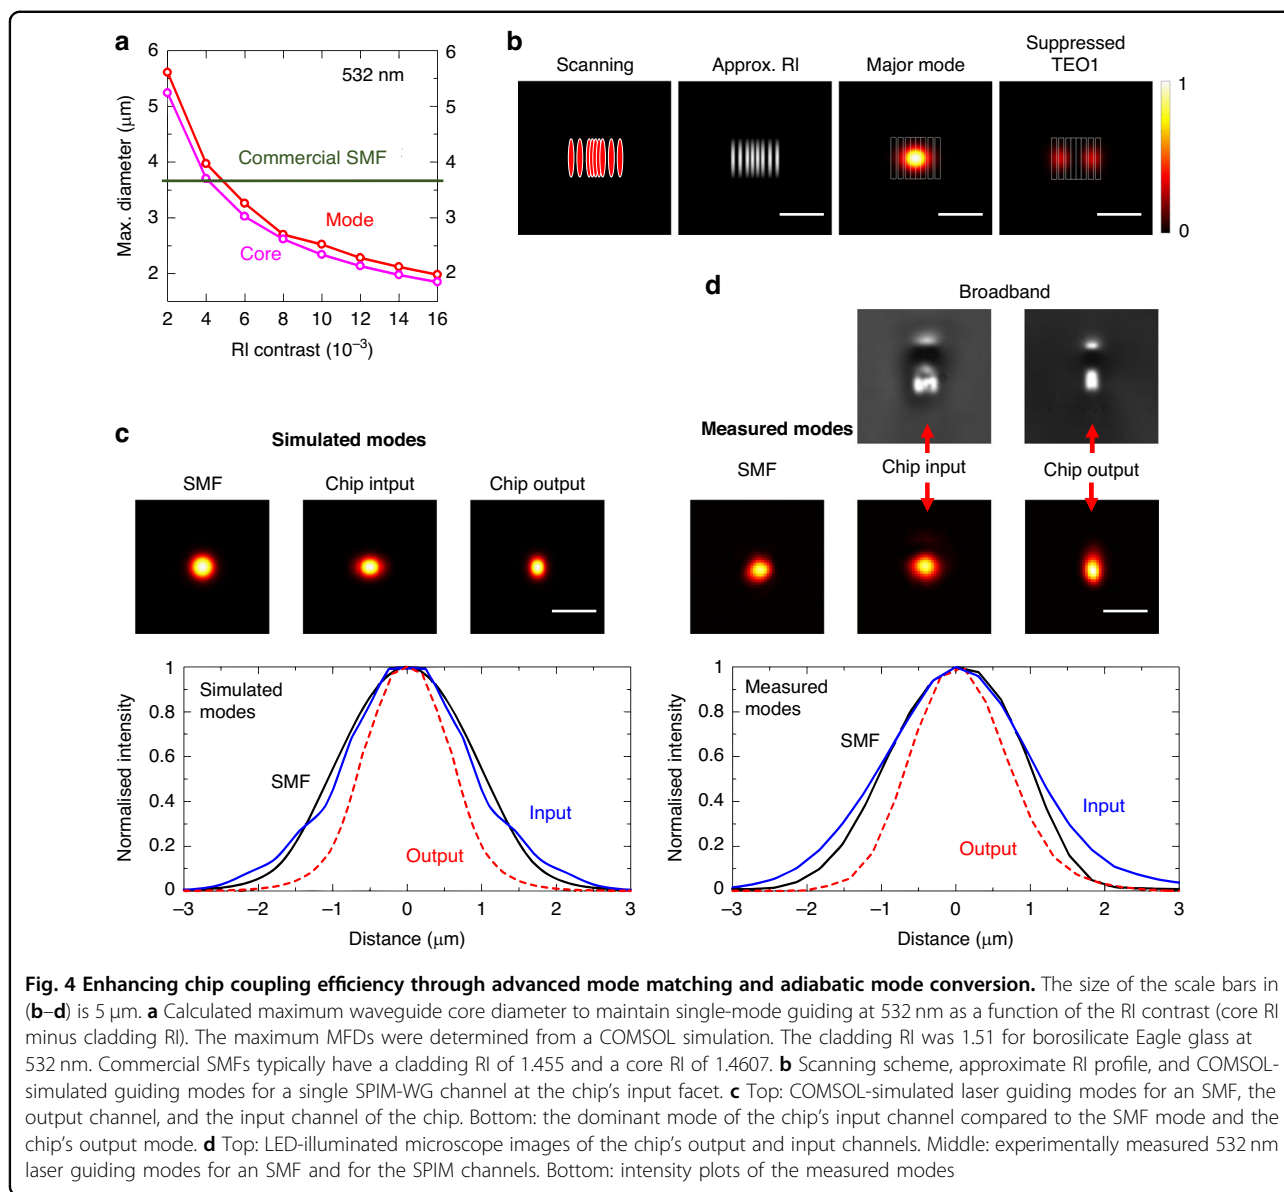 a
6
5
4
3
2
Max. diameter (μm)
6
5
4
3
2
532 nm
Commercial SMF
Mode
Core
2 4 6 8 10 12 14 16
RI contrast (10⁻³)
b
Scanning
Approx. RI
Major mode
Suppressed
TEO1
1
0
c
Simulated modes
SMF
Chip intput
Chip output
1
0.8
0.6
0.4
0.2
0
Normalised intensity
Simulated
modes
SMF
Input
Output
−3 −2 −1 0 1 2 3
Distance (μm)
d
Broadband
Measured modes
SMF
Chip input
Chip output
1
0.8
0.6
0.4
0.2
0
Normalised intensity
Measured
modes
SMF
Input
Output
−3 −2 −1 0 1 2 3
Distance (μm)
Fig. 4 Enhancing chip coupling efficiency through advanced mode matching and adiabatic mode conversion. The size of the scale bars in
(b–d) is 5 μm. a Calculated maximum waveguide core diameter to maintain single-mode guiding at 532 nm as a function of the RI contrast (core RI
minus cladding RI). The maximum MFDs were determined from a COMSOL simulation. The cladding RI was 1.51 for borosilicate Eagle glass at
532 nm. Commercial SMFs typically have a cladding RI of 1.455 and a core RI of 1.4607. b Scanning scheme, approximate RI profile, and COMSOL-
simulated guiding modes for a single SPIM-WG channel at the chip's input facet. c Top: COMSOL-simulated laser guiding modes for an SMF, the
output channel, and the input channel of the chip. Bottom: the dominant mode of the chip's input channel compared to the SMF mode and the
chip's output mode. d Top: LED-illuminated microscope images of the chip's output and input channels. Middle: experimentally measured 532 nm
laser guiding modes for an SMF and for the SPIM channels. Bottom: intensity plots of the measured modes